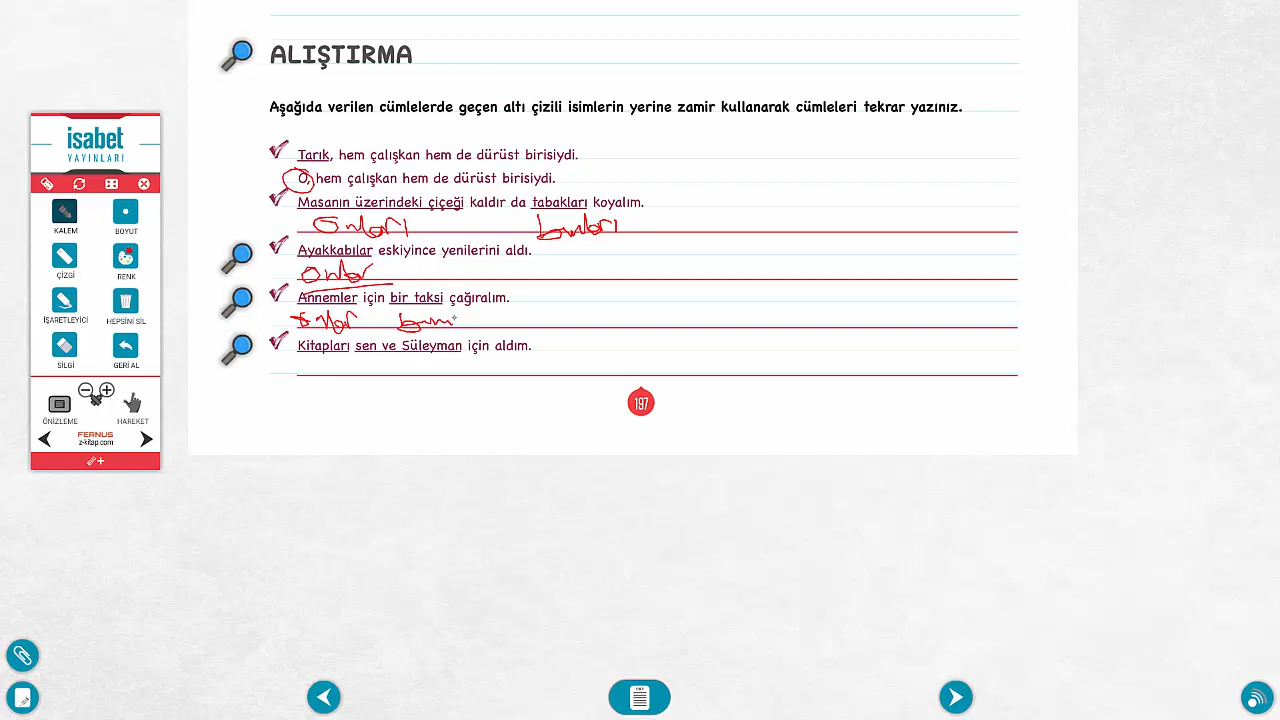 ALIŞTIRMA
Aşağıda verilen cümlelerde geçen altı çizili isimlerin yerine zamir kullanarak cümleleri tekrar yazınız.
Tarık, hem çalışkan hem de dürüst birisiydi.
O, hem çalışkan hem de dürüst birisiydi.
Masanın üzerindeki çiçeği kaldır da tabakları koyalım.
Onları bunları
Ayakkabılar eskiyince yenilerini aldı.
Onlar
Annemler için bir taksi çağıralım.
Kitapları sen ve Süleyman için aldım.
197
isabet
YAYINLARI
KALEM BOYUT
ÇİZGİ RENK
İŞARETLEYİCİ HEPSİNİ SİL
SİLGİ GERİ AL
ÖNİZLEME HAREKET
FERNUS
z-kitap.com